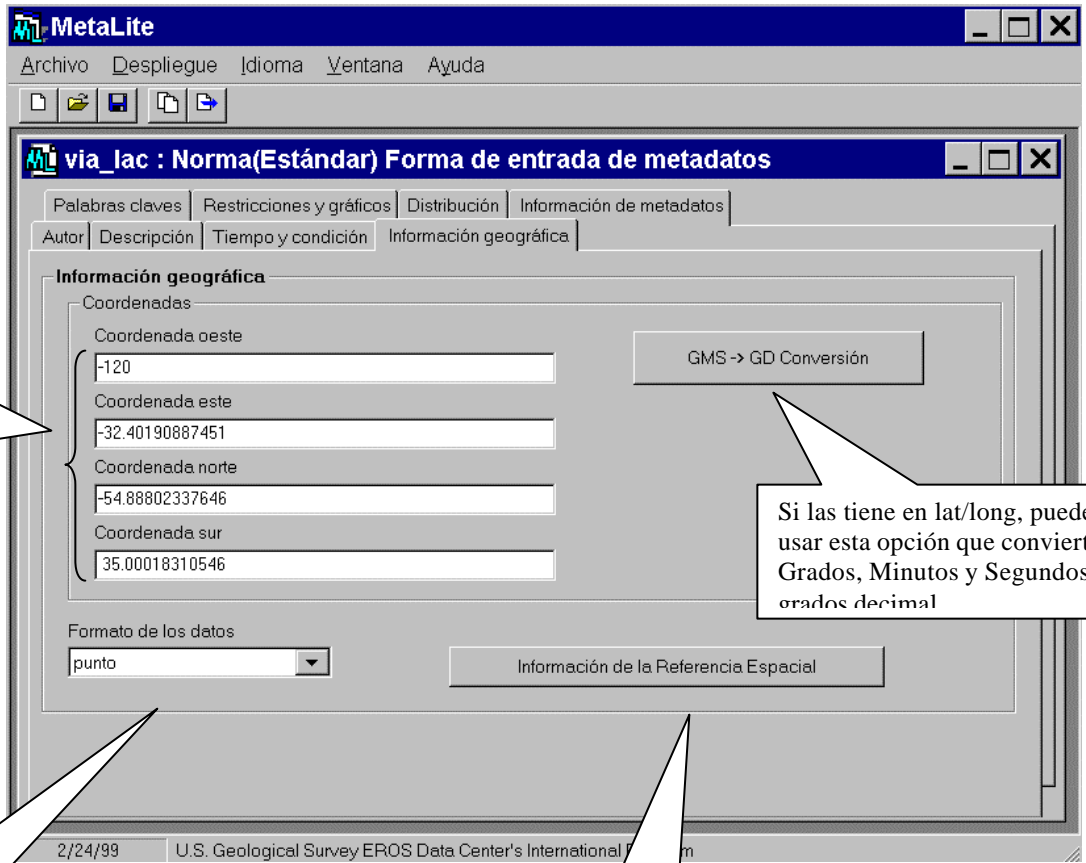 MetaLite
Archivo Despliegue Idioma Ventana Ayuda
via_lac : Norma(Estándar) Forma de entrada de metadatos
Palabras claves Restricciones y gráficos Distribución Información de metadatos
Autor Descripción Tiempo y condición Información geográfica
Información geográfica
Coordenadas
Coordenada oeste
-120
GMS -> GD Conversión
Coordenada este
-32.40190887451
Coordenada norte
-54.88802337646
Coordenada sur
35.00018310546
Si las tiene en lat/long, puede
usar esta opción que conviert
Grados, Minutos y Segundos
grados decimal
Formato de los datos
punto
Información de la Referencia Espacial
2/24/99 U.S. Geological Survey EROS Data Center's International